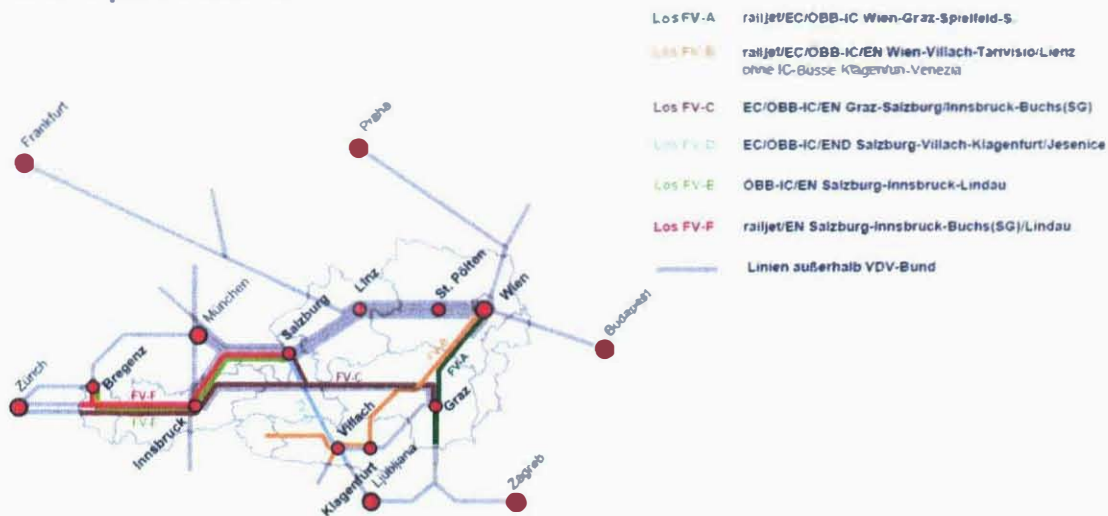 Los FV-A railjet/EC/ÖBB-IC Wien-Graz-Spielfeld-S.
Los FV-B railjet/EC/ÖBB-IC/EN Wien-Villach-Tarvisio/Lienz
ohne IC-Busse Klagenfurt-Venezia
Los FV-C EC/ÖBB-IC/EN Graz-Salzburg/Innsbruck-Buchs(SG)
Los FV-D EC/ÖBB-IC/END Salzburg-Villach-Klagenfurt/Jesenice
Los FV-E ÖBB-IC/EN Salzburg-Innsbruck-Lindau
Los FV-F railjet/EN Salzburg-Innsbruck-Buchs(SG)/Lindau
Linien außerhalb VDV-Bund
Frankfurt
Praha
München
Salzburg
Linz
St. Pölten
Wien
Budapest
Zürich
Bregenz
FV-F
FV-C
FV-A
Innsbruck
Villach
Graz
Klagenfurt
Ljubljana
Zagreb